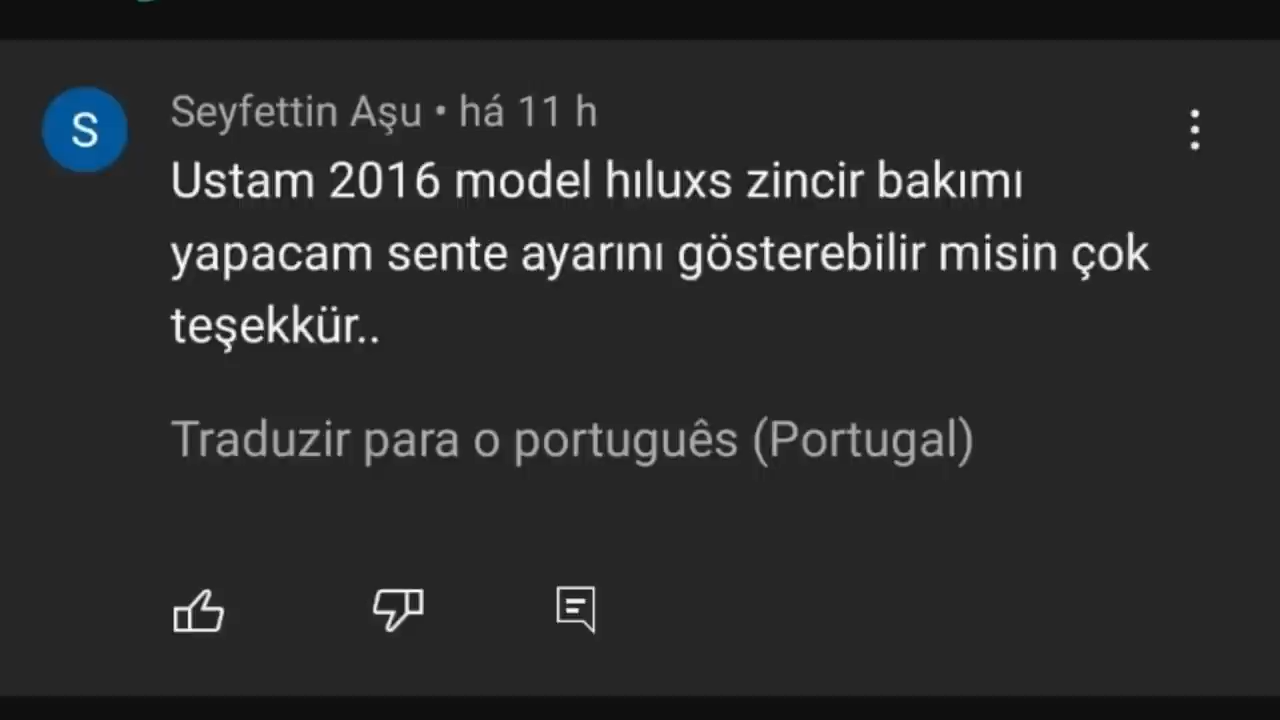 S
Seyfettin Aşu • há 11 h
Ustam 2016 model hıluxs zincir bakımı
yapacam sente ayarını gösterebilir misin çok
teşekkür..
Traduzir para o português (Portugal)